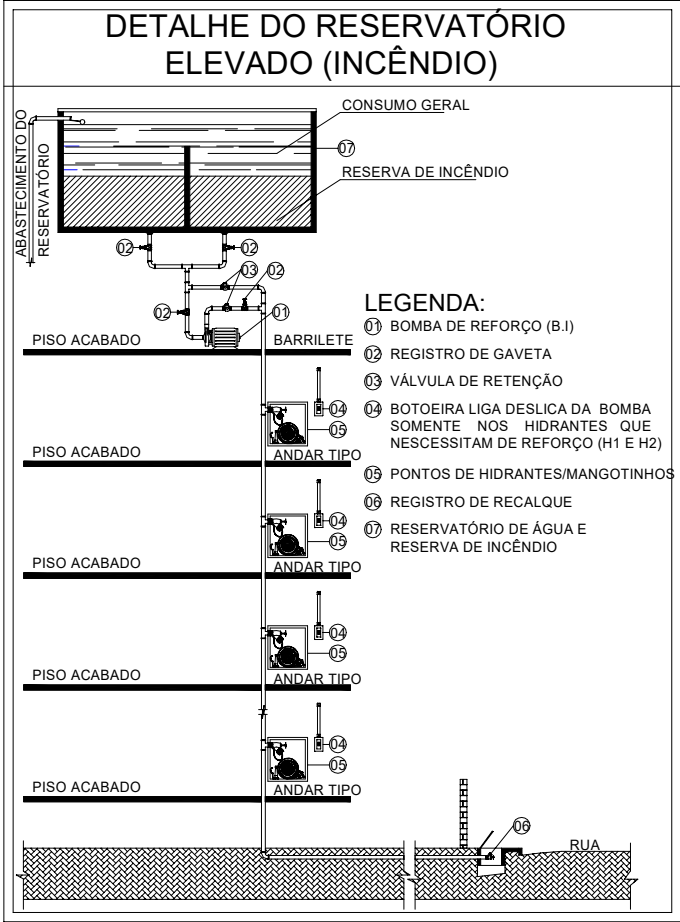 DETALHE DO RESERVATÓRIO
ELEVADO (INCÊNDIO)
CONSUMO GERAL
07
RESERVA DE INCÊNDIO
ABASTECIMENTO DO
RESERVATÓRIO
02
02
03
02
02
01
PISO ACABADO
BARRILETE
LEGENDA:
01 BOMBA DE REFORÇO (B.I)
02 REGISTRO DE GAVETA
03 VÁLVULA DE RETENÇÃO
04 BOTOEIRA LIGA DESLICA DA BOMBA
SOMENTE NOS HIDRANTES QUE
NESCESSITAM DE REFORÇO (H1 E H2)
05 PONTOS DE HIDRANTES/MANGOTINHOS
06 REGISTRO DE RECALQUE
07 RESERVATÓRIO DE ÁGUA E
RESERVA DE INCÊNDIO
04
05
PISO ACABADO
ANDAR TIPO
04
05
PISO ACABADO
ANDAR TIPO
04
05
PISO ACABADO
ANDAR TIPO
04
05
PISO ACABADO
ANDAR TIPO
06
RUA